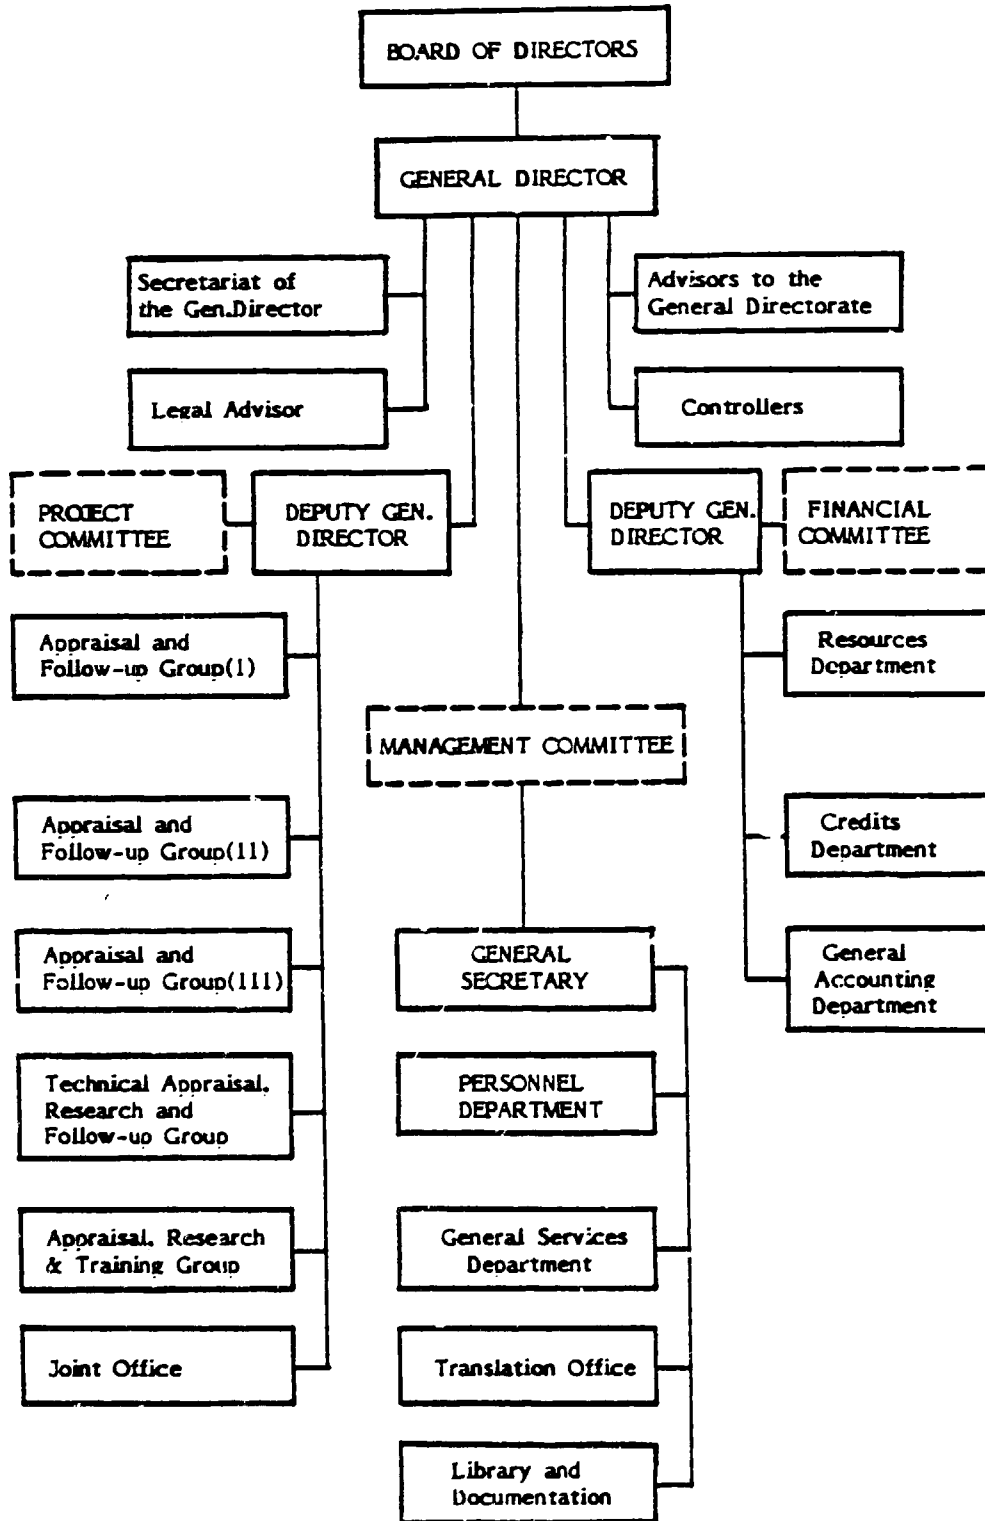 BOARD OF DIRECTORS
GENERAL DIRECTOR
Secretariat of
the Gen.Director
Advisors to the
General Directorate
Legal Advisor
Controllers
PROJECT
COMMITTEE
DEPUTY GEN.
DIRECTOR
DEPUTY GEN.
DIRECTOR
FINANCIAL
COMMITTEE
Appraisal and
Follow-up Group(I)
Resources
Department
MANAGEMENT COMMITTEE
Appraisal and
Follow-up Group(II)
Credits
Department
Appraisal and
Follow-up Group(III)
GENERAL
SECRETARY
General
Accounting
Department
Technical Appraisal.
Research and
Follow-up Group
PERSONNEL
DEPARTMENT
Appraisal. Research
& Training Group
General Services
Department
Joint Office
Translation Office
Library and
Documentation